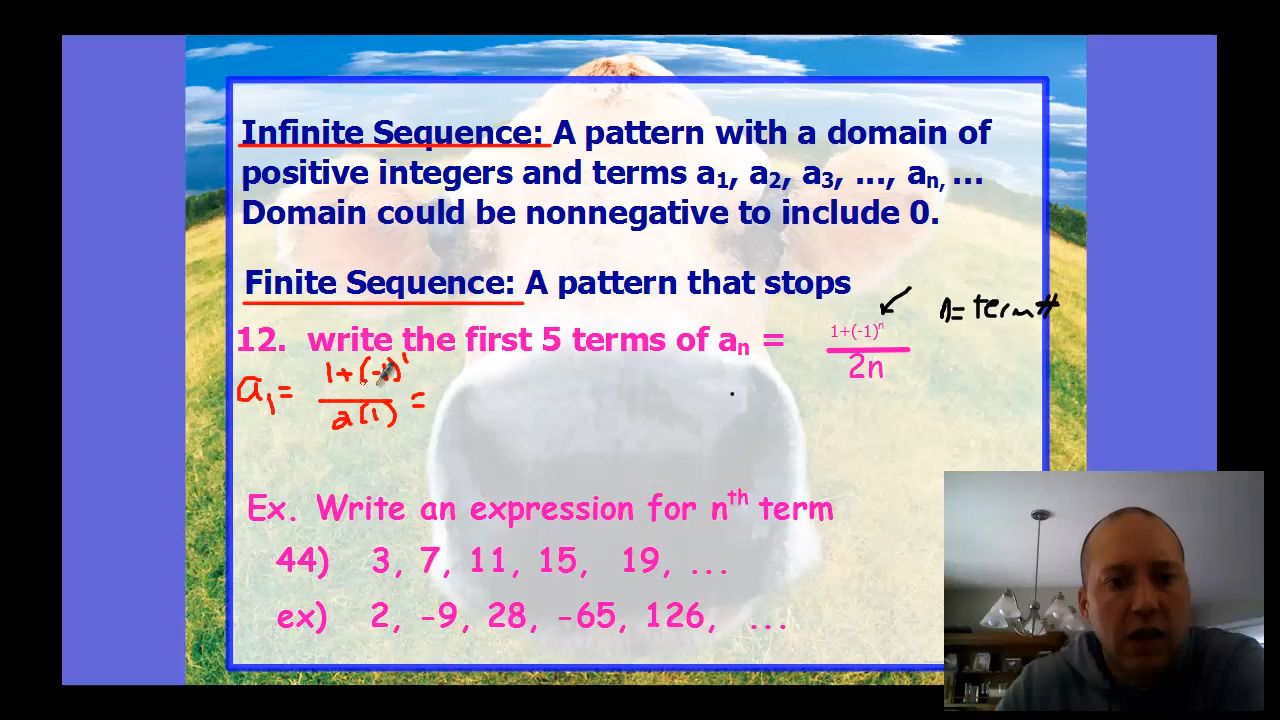 Infinite Sequence: A pattern with a domain of
positive integers and terms a₁, a₂, a₃, ..., aₙ, ...
Domain could be nonnegative to include 0.
Finite Sequence: A pattern that stops
n = term #
12. write the first 5 terms of aₙ = 1+(-1)ⁿ / 2n
a₁ = 1+(-1)¹ / 2(1) =
Ex. Write an expression for nᵗʰ term
44) 3, 7, 11, 15, 19, ...
ex) 2, -9, 28, -65, 126, ...